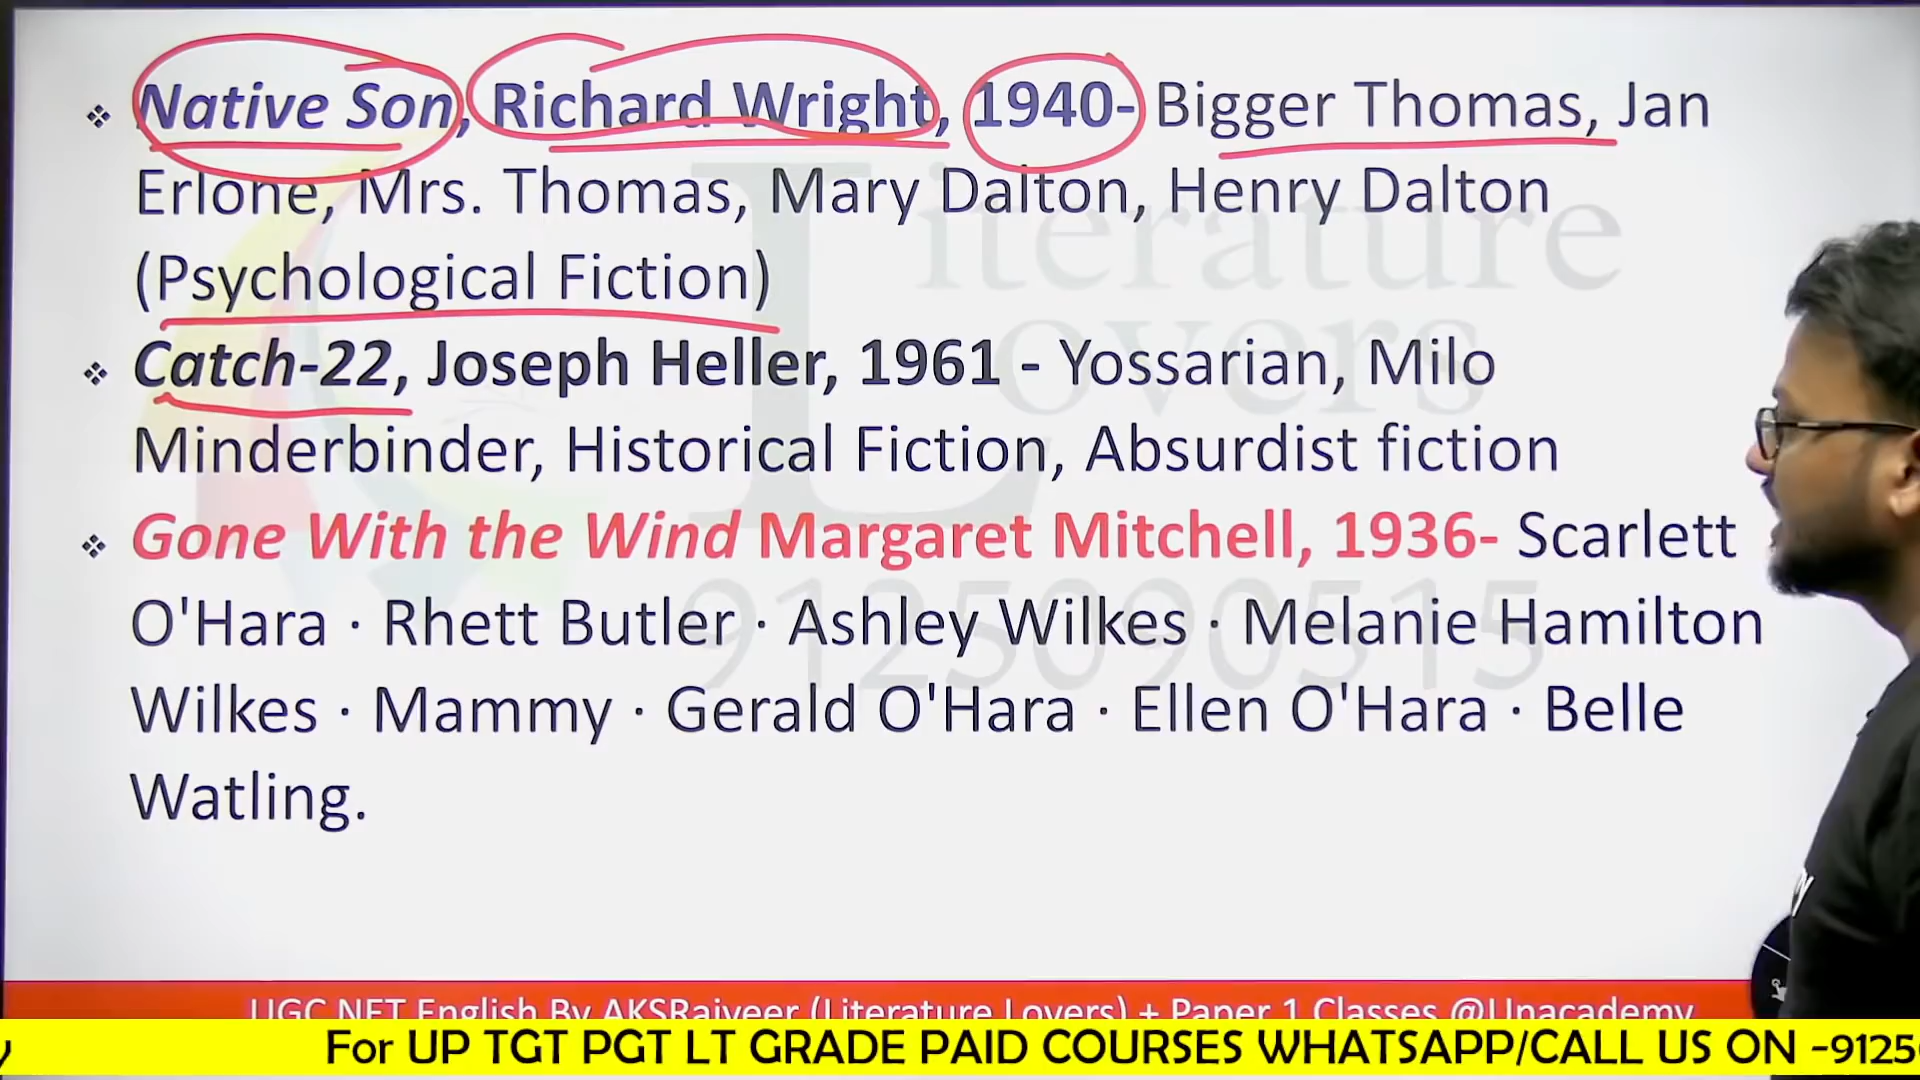 ❖ Native Son, Richard Wright, 1940- Bigger Thomas, Jan
Erlone, Mrs. Thomas, Mary Dalton, Henry Dalton
(Psychological Fiction)
❖ Catch-22, Joseph Heller, 1961 - Yossarian, Milo
Minderbinder, Historical Fiction, Absurdist fiction
❖ Gone With the Wind Margaret Mitchell, 1936- Scarlett
O'Hara · Rhett Butler · Ashley Wilkes · Melanie Hamilton
Wilkes · Mammy · Gerald O'Hara · Ellen O'Hara · Belle
Watling.
Literature
Lovers
9125090515
UGC NET English By AKSRajveer (Literature Lovers) + Paper 1 Classes @Unacademy
For UP TGT PGT LT GRADE PAID COURSES WHATSAPP/CALL US ON -9125